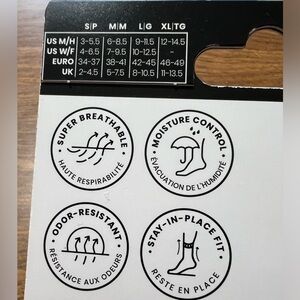 S|P M|M L|G XL|TG
US M/H 3-5.5 6-8.5 9-11.5 12-14.5
US W/F 4-6.5 7-9.5 10-12.5 -
EURO 34-37 38-41 42-45 46-49
UK 2-4.5 5-7.5 8-10.5 11-13.5
• SUPER BREATHABLE •
HAUTE RESPIRABILITÉ
• MOISTURE CONTROL •
ÉVACUATION DE L'HUMIDITÉ
• ODOR-RESISTANT •
RÉSISTANCE AUX ODEURS
• STAY-IN-PLACE FIT •
RESTE EN PLACE